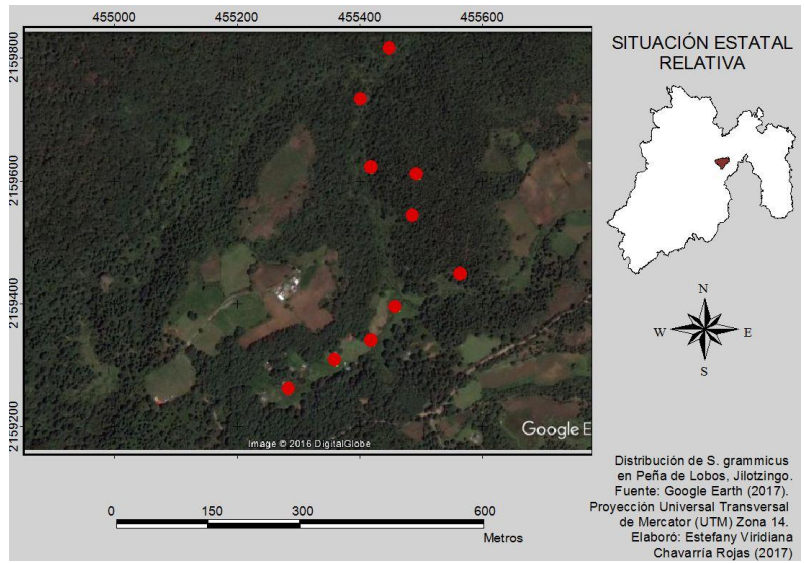 455000 455200 455400 455600
2159800
2159600
2159400
2159200
Image © 2016 DigitalGlobe
Google E
SITUACIÓN ESTATAL
RELATIVA
N
W E
S
0 150 300 600
Metros
Distribución de S. grammicus
en Peña de Lobos, Jilotzingo.
Fuente: Google Earth (2017).
Proyección Universal Transversal
de Mercator (UTM) Zona 14.
Elaboró: Estefany Viridiana
Chavarría Rojas (2017)